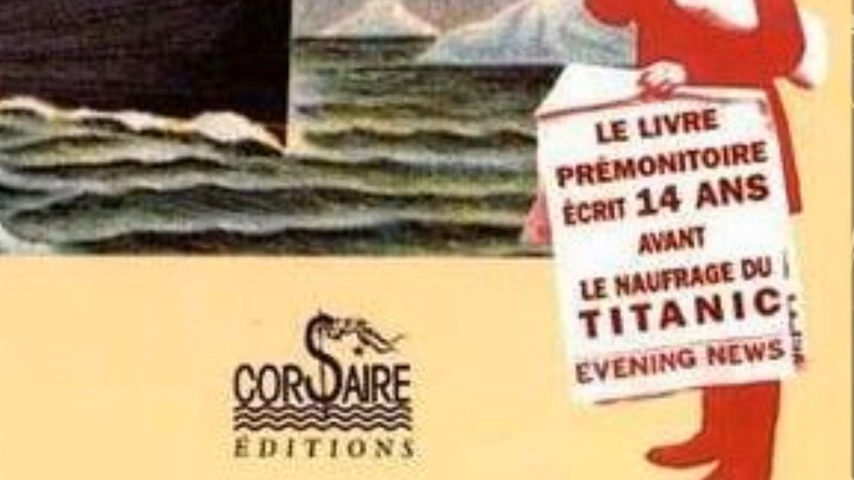 LE LIVRE
PRÉMONITOIRE
ÉCRIT 14 ANS
AVANT
LE NAUFRAGE DU
TITANIC
EVENING NEWS
CORSAIRE
ÉDITIONS